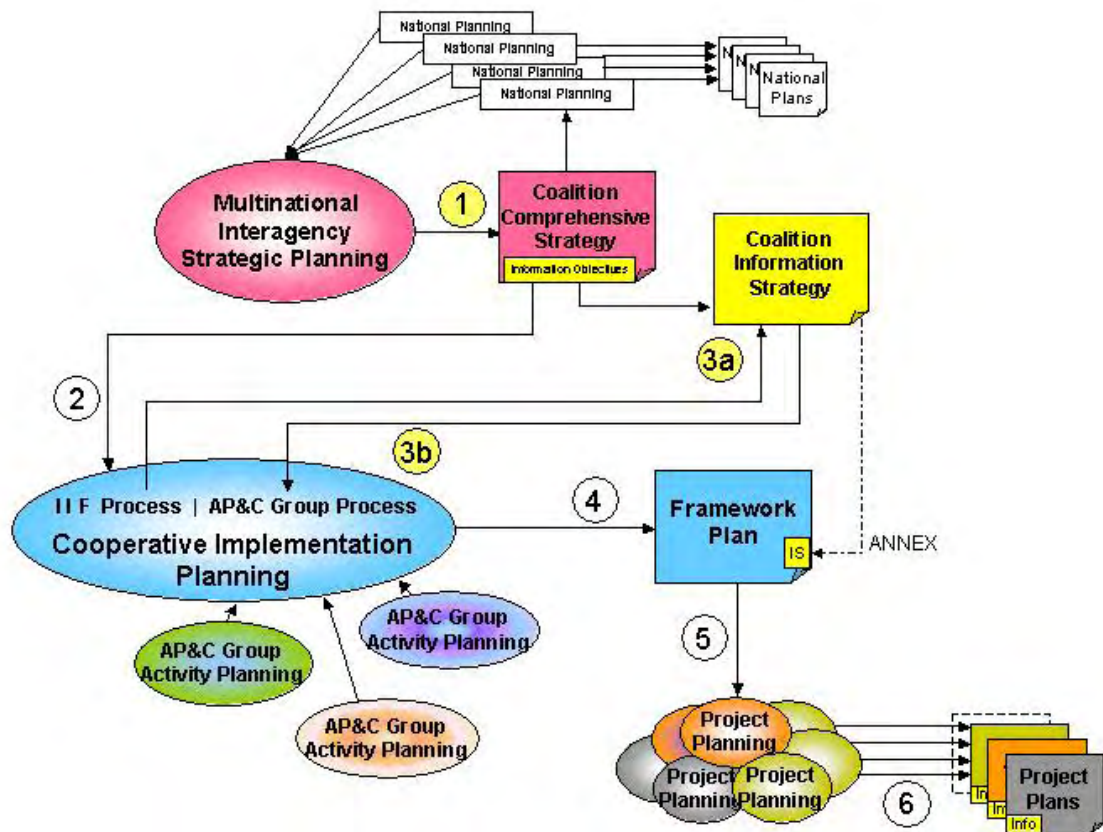 National Planning
National Planning
National Planning
National Planning
N
N
N
National
Plans
Multinational
Interagency
Strategic Planning
1
Coalition
Comprehensive
Strategy
Information Objectives
Coalition
Information
Strategy
2
3a
3b
IIF Process | AP&C Group Process
Cooperative Implementation
Planning
4
Framework
Plan
IS
ANNEX
AP&C Group
Activity Planning
AP&C Group
Activity Planning
AP&C Group
Activity Planning
5
Project
Planning
Project
Planning
Project
Planning
6
Project
Plans
In
Inf
Info